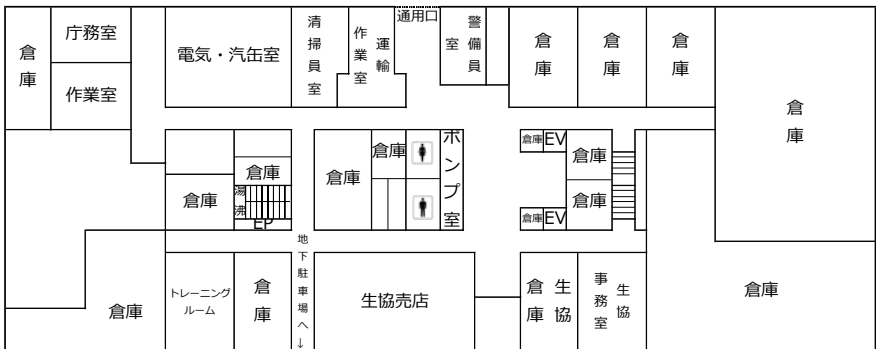 倉庫
庁務室
作業室
電気・汽缶室
清掃員室
運輸
作業室
通用口
警備員
室
倉庫
倉庫
倉庫
倉庫
倉庫
倉庫
湯沸
EP
倉庫
倉庫
ポンプ室
倉庫
EV
倉庫
倉庫
倉庫
EV
倉庫
トレーニング
ルーム
倉庫
地下駐車場へ↓
生協売店
生協
倉庫
生協
事務室
倉庫